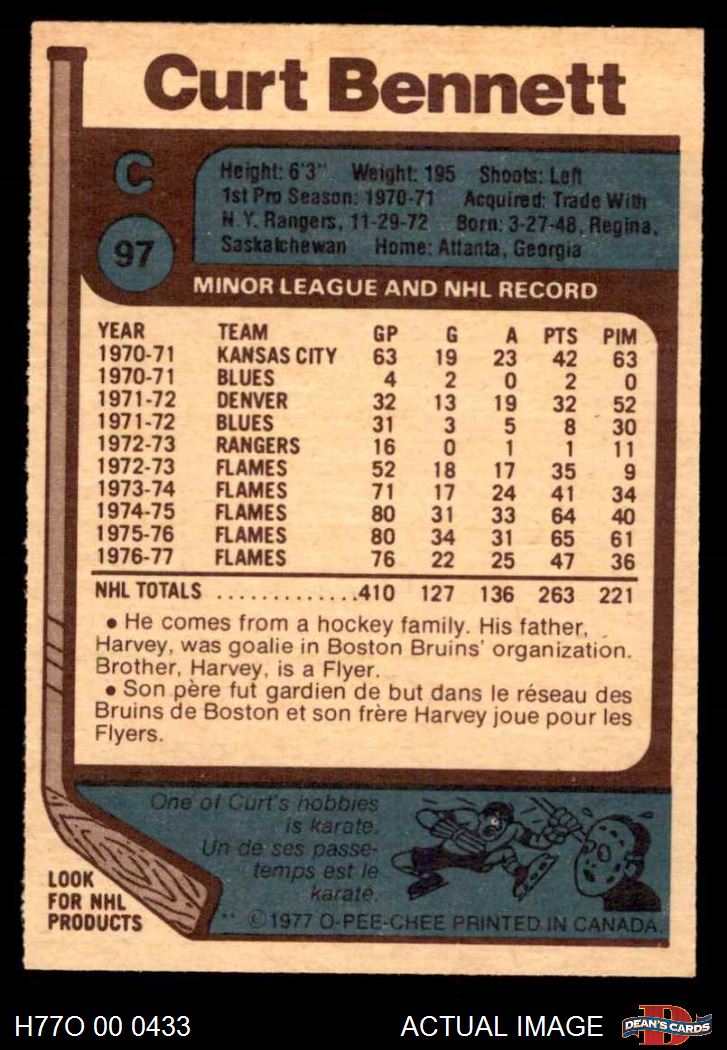 Curt Bennett
C
97
Height: 6'3" Weight: 195 Shoots: Left
1st Pro Season: 1970-71 Acquired: Trade With
N.Y. Rangers, 11-29-72 Born: 3-27-48, Regina,
Saskatchewan Home: Atlanta, Georgia
MINOR LEAGUE AND NHL RECORD
YEAR TEAM GP G A PTS PIM
1970-71 KANSAS CITY 63 19 23 42 63
1970-71 BLUES 4 2 0 2 0
1971-72 DENVER 32 13 19 32 52
1971-72 BLUES 31 3 5 8 30
1972-73 RANGERS 16 0 1 1 11
1972-73 FLAMES 52 18 17 35 9
1973-74 FLAMES 71 17 24 41 34
1974-75 FLAMES 80 31 33 64 40
1975-76 FLAMES 80 34 31 65 61
1976-77 FLAMES 76 22 25 47 36
NHL TOTALS .............410 127 136 263 221
• He comes from a hockey family. His father,
Harvey, was goalie in Boston Bruins' organization.
Brother, Harvey, is a Flyer.
• Son père fut gardien de but dans le réseau des
Bruins de Boston et son frère Harvey joue pour les
Flyers.
One of Curt's hobbies
is karate.
Un de ses passe-
temps est le
karaté.
LOOK
FOR NHL
PRODUCTS
** ©1977 O-PEE-CHEE PRINTED IN CANADA.
H77O 00 0433 ACTUAL IMAGE
D
DEAN'S CARDS